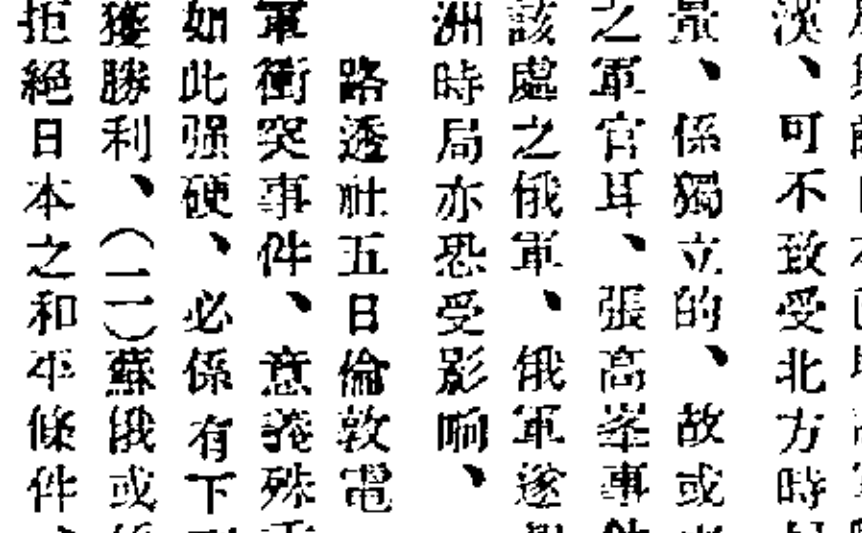 淡、可不致受北方時
景、係獨立的、故或
之軍官耳、張高峯事
該處之俄軍、俄軍遂
洲時局亦恐受影响、
路透社五日倫敦電
軍衝突事件、意義殊
如此强硬、必係有下
獲勝利、(二)蘇俄或
拒絕日本之和平條件、